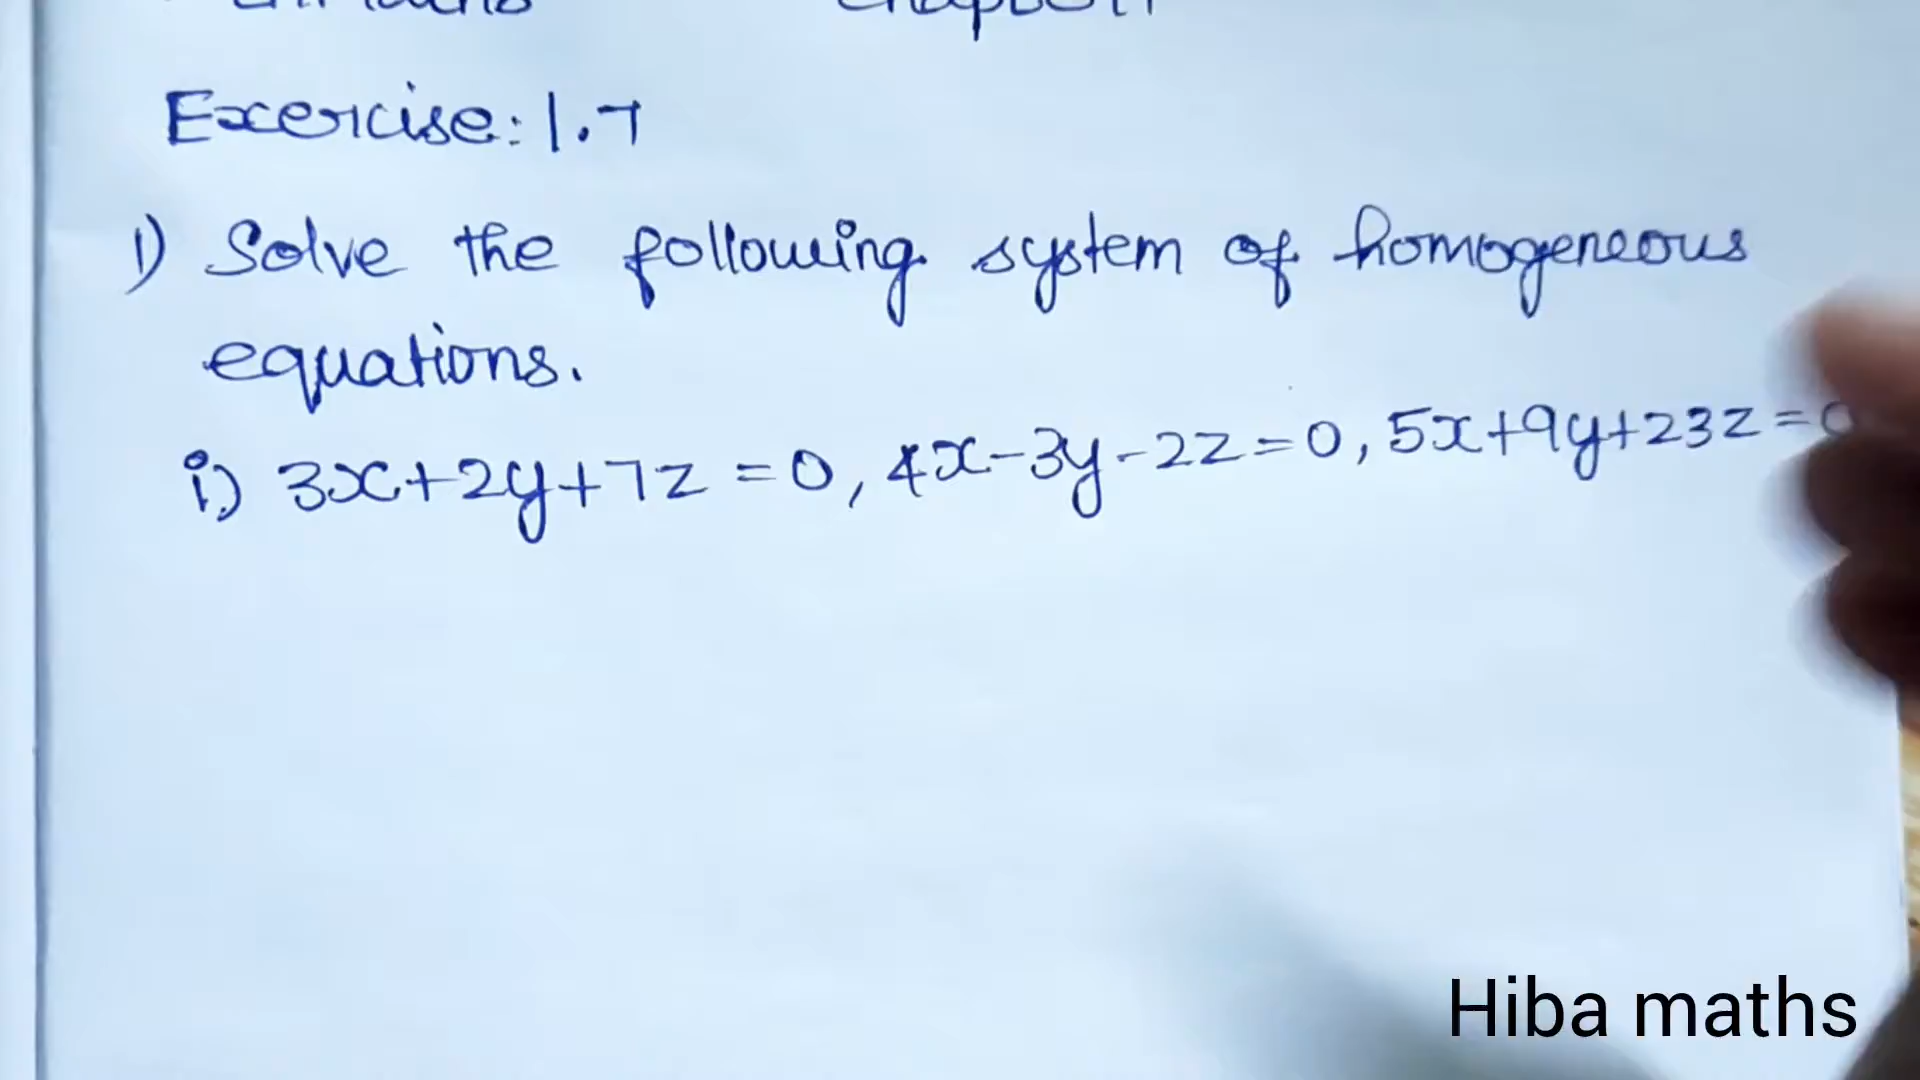 Exercise: 1.7
1) Solve the following system of homogeneous
equations.
i) 3x+2y+7z=0, 4x-3y-2z=0, 5x+9y+23z=0
Hiba maths